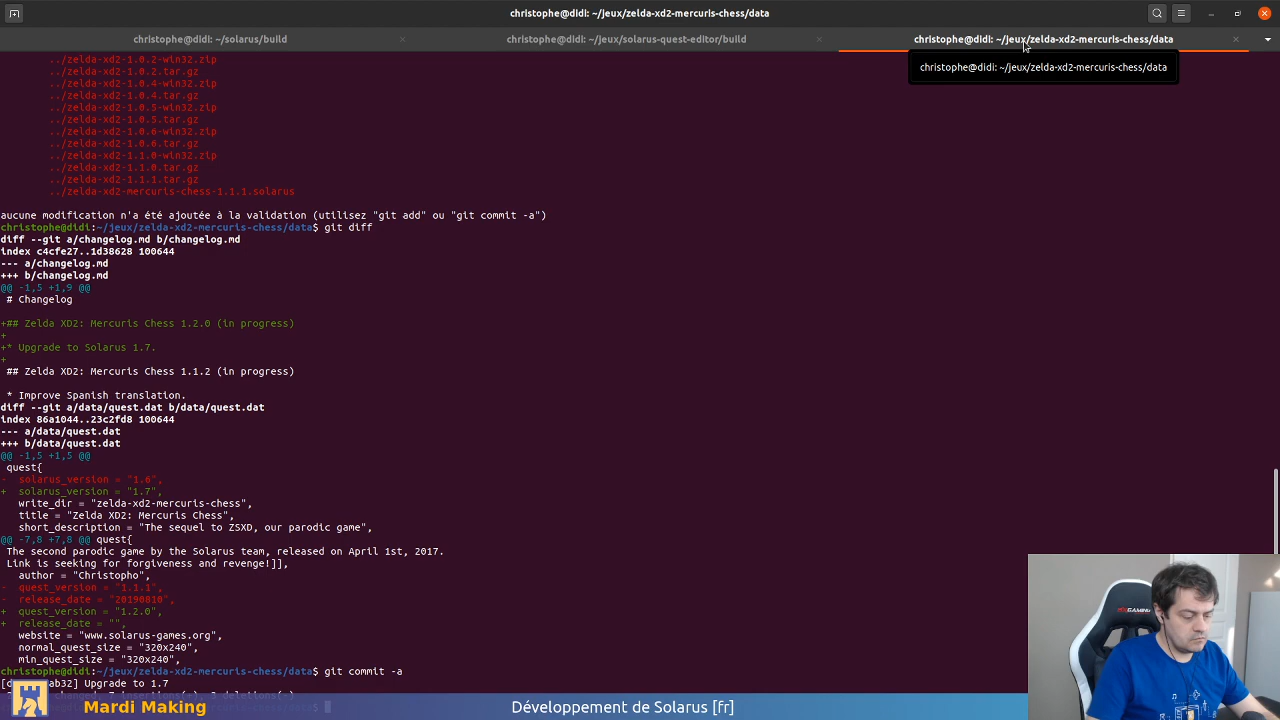 christophe@didi: ~/jeux/zelda-xd2-mercuris-chess/data
christophe@didi: ~/solarus/build
christophe@didi: ~/jeux/solarus-quest-editor/build
christophe@didi: ~/jeux/zelda-xd2-mercuris-chess/data
christophe@didi: ~/jeux/zelda-xd2-mercuris-chess/data
../zelda-xd2-1.0.2-win32.zip
../zelda-xd2-1.0.2.tar.gz
../zelda-xd2-1.0.4-win32.zip
../zelda-xd2-1.0.4.tar.gz
../zelda-xd2-1.0.5-win32.zip
../zelda-xd2-1.0.5.tar.gz
../zelda-xd2-1.0.6-win32.zip
../zelda-xd2-1.0.6.tar.gz
../zelda-xd2-1.1.0-win32.zip
../zelda-xd2-1.1.0.tar.gz
../zelda-xd2-1.1.1.tar.gz
../zelda-xd2-mercuris-chess-1.1.1.solarus
aucune modification n'a été ajoutée à la validation (utilisez "git add" ou "git commit -a")
christophe@didi:~/jeux/zelda-xd2-mercuris-chess/data$ git diff
diff --git a/changelog.md b/changelog.md
index c4cfe27..1d38628 100644
--- a/changelog.md
+++ b/changelog.md
@@ -1,5 +1,9 @@
# Changelog
+## Zelda XD2: Mercuris Chess 1.2.0 (in progress)
+
+* Upgrade to Solarus 1.7.
+
## Zelda XD2: Mercuris Chess 1.1.2 (in progress)
* Improve Spanish translation.
diff --git a/data/quest.dat b/data/quest.dat
index 86a1044..23c2fd8 100644
--- a/data/quest.dat
+++ b/data/quest.dat
@@ -1,5 +1,5 @@
quest{
- solarus_version = "1.6",
+ solarus_version = "1.7",
write_dir = "zelda-xd2-mercuris-chess",
title = "Zelda XD2: Mercuris Chess",
short_description = "The sequel to ZSXD, our parodic game",
@@ -7,8 +7,8 @@ quest{
The second parodic game by the Solarus team, released on April 1st, 2017.
Link is seeking for forgiveness and revenge!]],
author = "Christopho",
- quest_version = "1.1.1",
- release_date = "20190810",
+ quest_version = "1.2.0",
+ release_date = "",
website = "www.solarus-games.org",
normal_quest_size = "320x240",
min_quest_size = "320x240",
christophe@didi:~/jeux/zelda-xd2-mercuris-chess/data$ git commit -a
ab32] Upgrade to 1.7
Mardi Making
Développement de Solarus [fr]